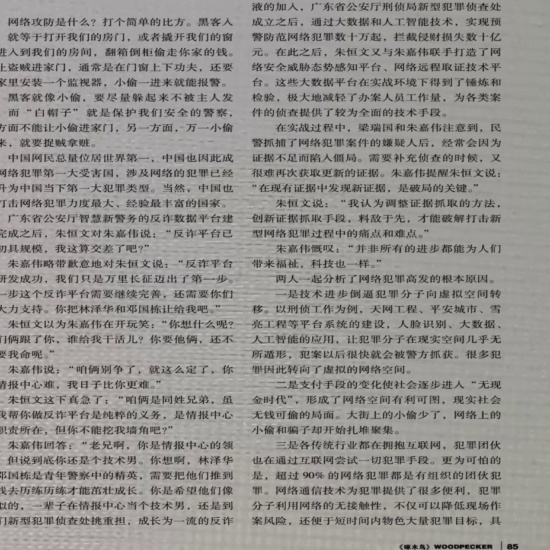 网络攻防是什么？打个简单的比方。黑客入
就等于打开我们的房门，或者撬开我们的窗
进入到我们的房间，翻箱倒柜偷走你家的钱。
止盗贼进家门，通常是在门窗上下功夫，还要
家里安装一个监视器，小偷一进来就能报警。
黑客就像小偷，要尽量躲起来不被主人发
而“白帽子”就是保护我们安全的警察，
方面不能让小偷进家门，另一方面，万一小偷
来，就要捉贼拿赃。
中国网民总量位居世界第一，中国也因此成
网络犯罪第一大受害国，涉及网络的犯罪已经
升为中国当下第一大犯罪类型。当然，中国也
打击网络犯罪力度最大、经验最丰富的国家。
广东省公安厅智慧新警务的反诈数据平台建
完成之后，朱恒文对朱嘉伟说：“反诈平台已
初具规模，我这算交差了吧？”
朱嘉伟略带歉意地对朱恒文说：“反诈平台
研发成功，我们只是万里长征迈出了第一步。
一步这个反诈平台需要继续完善，还需要你们
大力支持。你把林泽华和邓国栋让给我吧。”
朱恒文以为朱嘉伟在开玩笑：“你想什么呢？
们俩跟了你，谁给我干活儿？你要他俩，还不
要我命呢。”
朱嘉伟说：“咱俩别争了，就这么定了，你
情报中心难，我日子比你更难。”
朱恒文这下真急了：“咱俩是同姓兄弟，虽
我帮你做反诈平台是纯粹的义务，是情报中心
职责所在，但你不能挖我墙角吧？”
朱嘉伟回答：“老兄啊，你是情报中心的领
但说到底你还是个技术男。你想啊，林泽华
邓国栋是青年警察中的精英，需要把他们推到
线去历练历练才能茁壮成长。你是希望他们像
似的，一辈子在情报中心当个技术男，还是到
们新型犯罪侦查处挑重担，成长为一流的反诈
液的加入，广东省公安厅刑侦局新型犯罪侦查处
成立之后，通过大数据和人工智能技术，实现预
警防范网络犯罪数十万起，拦截挽财损失数十亿
元。在此之后，朱恒文又与朱嘉伟联手打造了网
络安全威胁态势感知平台、网络远程取证技术平
台。这些大数据平台在实战环境下得到了锤炼和
检验，极大地减轻了办案人员工作量，为各类案
件的侦查提供了较为全面的技术手段。
在实战过程中，梁瑞国和朱嘉伟注意到，民
警抓捕了网络犯罪案件的嫌疑人后，经常会因为
证据不足而陷入僵局。需要补充侦查的时候，又
很难再次获取更新的证据。朱嘉伟提醒朱恒文说：
“在现有证据中发现新证据，是破局的关键。”
朱恒文说：“我认为调整证据抓取的方法，
创新证据抓取手段，料敌于先，才能破解打击新
型网络犯罪过程中的痛点和难点。”
朱嘉伟慨叹：“并非所有的进步都能为人们
带来福祉，科技也一样。”
两人一起分析了网络犯罪高发的根本原因。
一是技术进步倒逼犯罪分子向虚拟空间转
移。以刑侦工作为例，天网工程、平安城市、雪
亮工程等平台系统的建设，人脸识别、大数据、
人工智能的应用，让犯罪分子在现实空间几乎无
所遁形，犯案以后很快就会被警方抓获。很多犯
罪因此转向了虚拟的网络空间。
二是支付手段的变化使社会逐步进入“无现
金时代”，形成了网络空间有利可图，现实社会
无钱可偷的局面。大街上的小偷少了，网络上的
小偷和骗子却开始扎堆聚集。
三是各传统行业都在拥抱互联网，犯罪团伙
也在通过互联网尝试一切犯罪手段。更为可怕的
是，超过90%的网络犯罪都是有组织的团伙犯
罪。网络通信技术为犯罪提供了很多便利，犯罪
分子利用网络的无接触性，不仅可以降低现场作
案风险，还便于短时间内物色大量犯罪目标，具
《啄木鸟》WOODPECKER 85